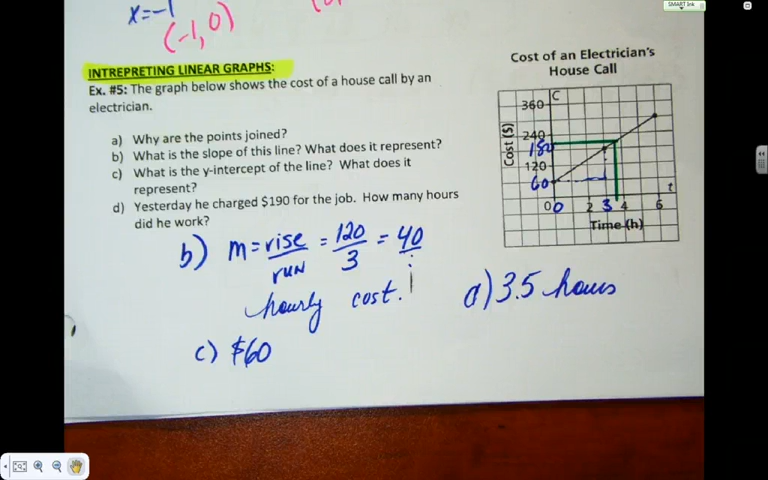 x=-1
(-1,0)
SMART Ink
INTREPRETING LINEAR GRAPHS:
Ex. #5: The graph below shows the cost of a house call by an
electrician.
a) Why are the points joined?
b) What is the slope of this line? What does it represent?
c) What is the y-intercept of the line? What does it
represent?
d) Yesterday he charged $190 for the job. How many hours
did he work?
Cost of an Electrician's
House Call
C
360
240
180
120
60
Cost ($)
0 0 2 3 4 6
t
Time (h)
b) m = rise = 120 = 40
run 3 1
hourly cost.
d) 3.5 hours
c) $60